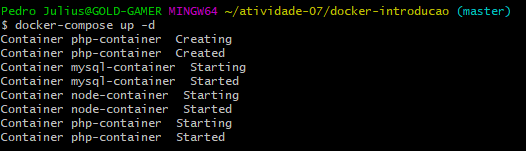 Pedro Julius@GOLD-GAMER MINGW64 ~/atividade-07/docker-introducao (master)
$ docker-compose up -d
Container php-container  Creating
Container php-container  Created
Container mysql-container  Starting
Container mysql-container  Started
Container node-container  Starting
Container node-container  Started
Container php-container  Starting
Container php-container  Started